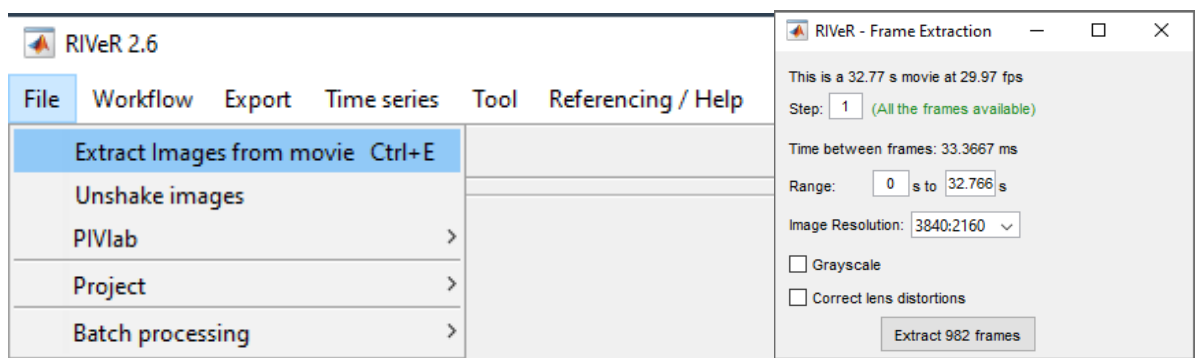 RIVeR 2.6
File Workflow Export Time series Tool Referencing / Help
Extract Images from movie Ctrl+E
Unshake images
PIVlab
Project
Batch processing
RIVeR - Frame Extraction
This is a 32.77 s movie at 29.97 fps
Step: 1 (All the frames available)
Time between frames: 33.3667 ms
Range: 0 s to 32.766 s
Image Resolution: 3840:2160
Grayscale
Correct lens distortions
Extract 982 frames